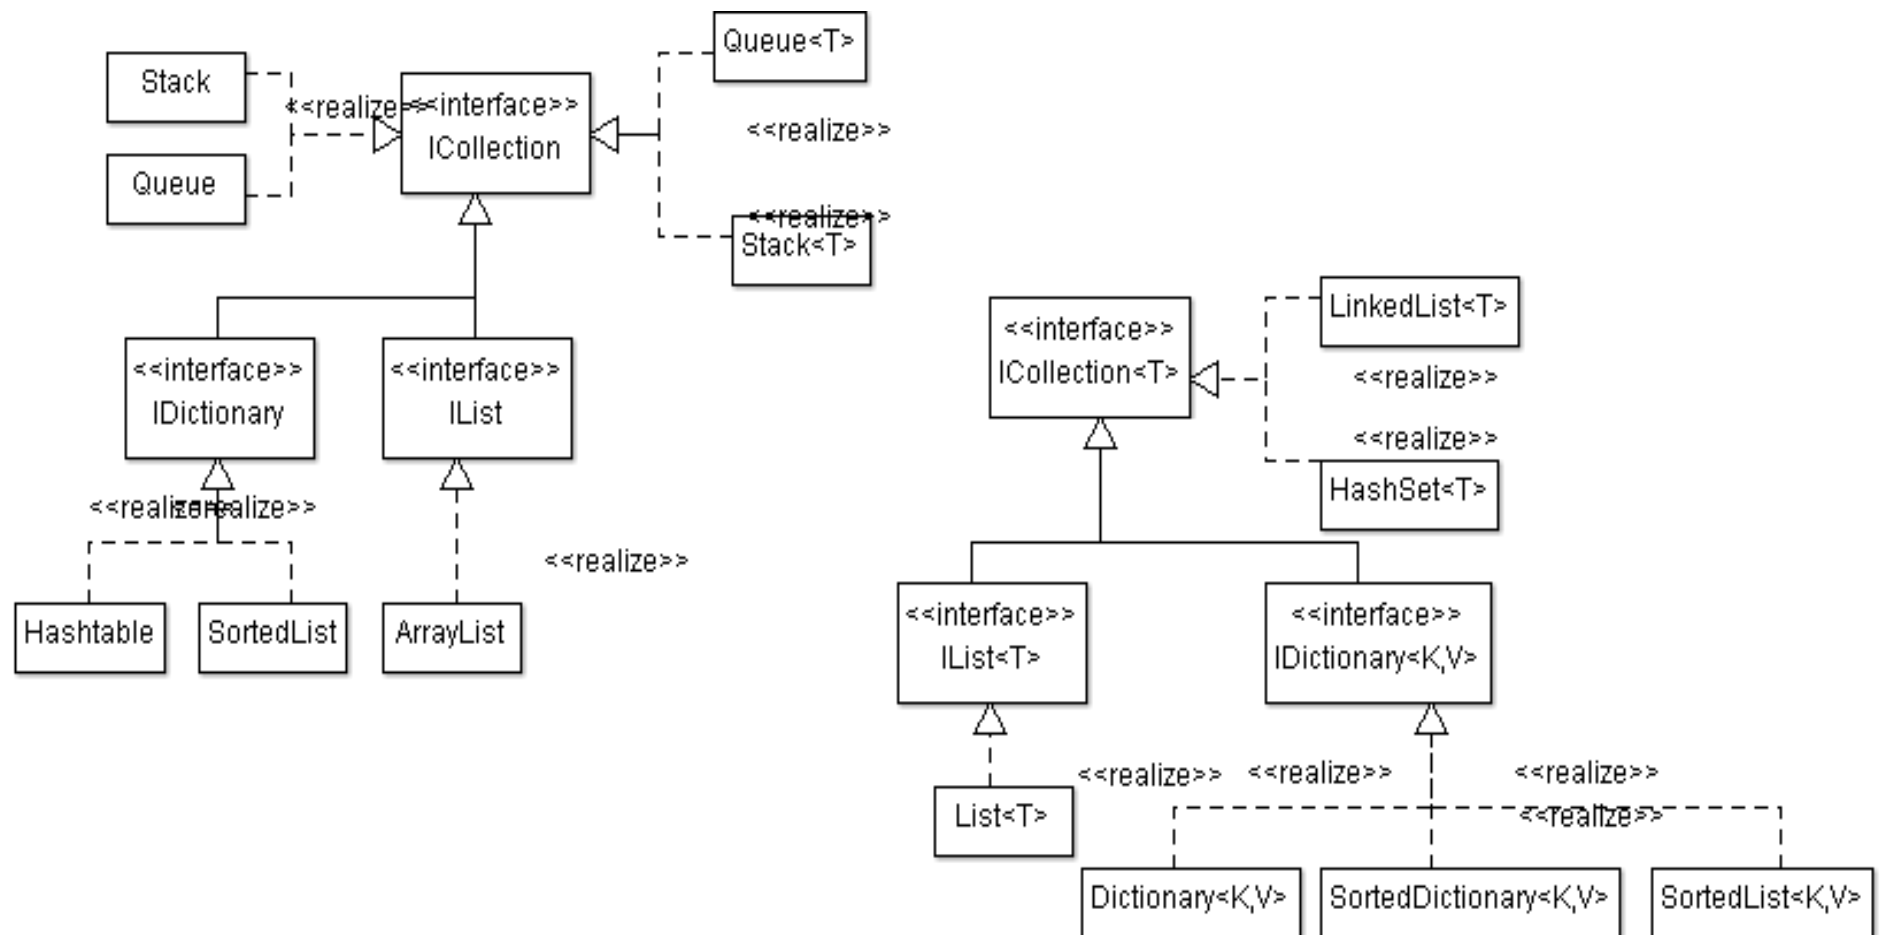 Queue<T>
Stack
<<realize>>
<<interface>>
ICollection
<<realize>>
Queue
<<realize>>
Stack<T>
<<interface>>
IDictionary
<<interface>>
IList
<<realize>>
<<realize>>
<<realize>>
Hashtable
SortedList
ArrayList
LinkedList<T>
<<interface>>
ICollection<T>
<<realize>>
<<realize>>
HashSet<T>
<<interface>>
IList<T>
<<interface>>
IDictionary<K,V>
<<realize>>
<<realize>>
<<realize>>
<<realize>>
List<T>
Dictionary<K,V>
SortedDictionary<K,V>
SortedList<K,V>